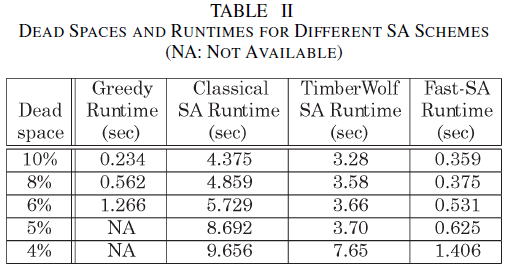 TABLE II
DEAD SPACES AND RUNTIMES FOR DIFFERENT SA SCHEMES
(NA: NOT AVAILABLE)
Greedy Classical TimberWolf Fast-SA
Dead Runtime SA Runtime SA Runtime Runtime
space (sec) (sec) (sec) (sec)
10% 0.234 4.375 3.28 0.359
8% 0.562 4.859 3.58 0.375
6% 1.266 5.729 3.66 0.531
5% NA 8.692 3.70 0.625
4% NA 9.656 7.65 1.406